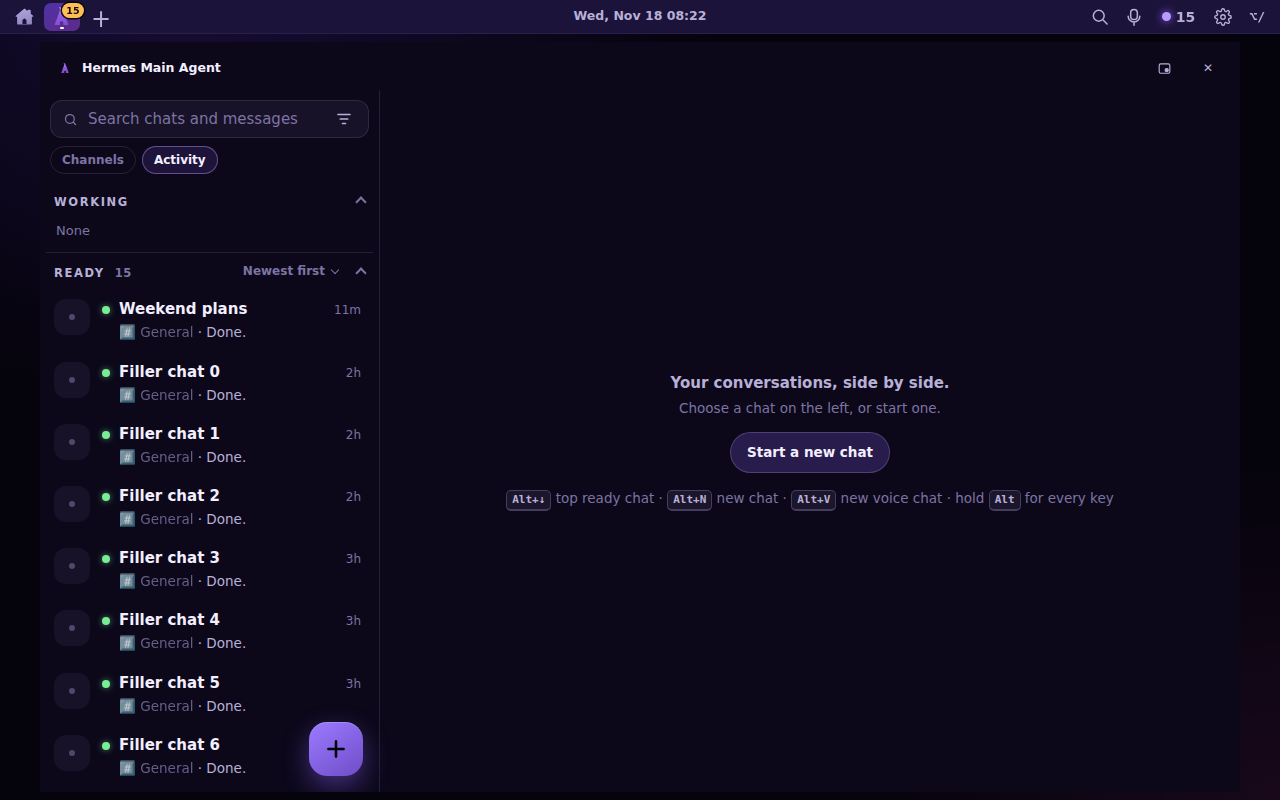 15
Wed, Nov 18 08:22
15
Hermes Main Agent
Search chats and messages
Channels
Activity
WORKING
None
READY 15
Newest first
Weekend plans
11m
# General · Done.
Filler chat 0
2h
# General · Done.
Filler chat 1
2h
# General · Done.
Filler chat 2
2h
# General · Done.
Filler chat 3
3h
# General · Done.
Filler chat 4
3h
# General · Done.
Filler chat 5
3h
# General · Done.
Filler chat 6
# General · Done.
Your conversations, side by side.
Choose a chat on the left, or start one.
Start a new chat
Alt+↓ top ready chat · Alt+N new chat · Alt+V new voice chat · hold Alt for every key